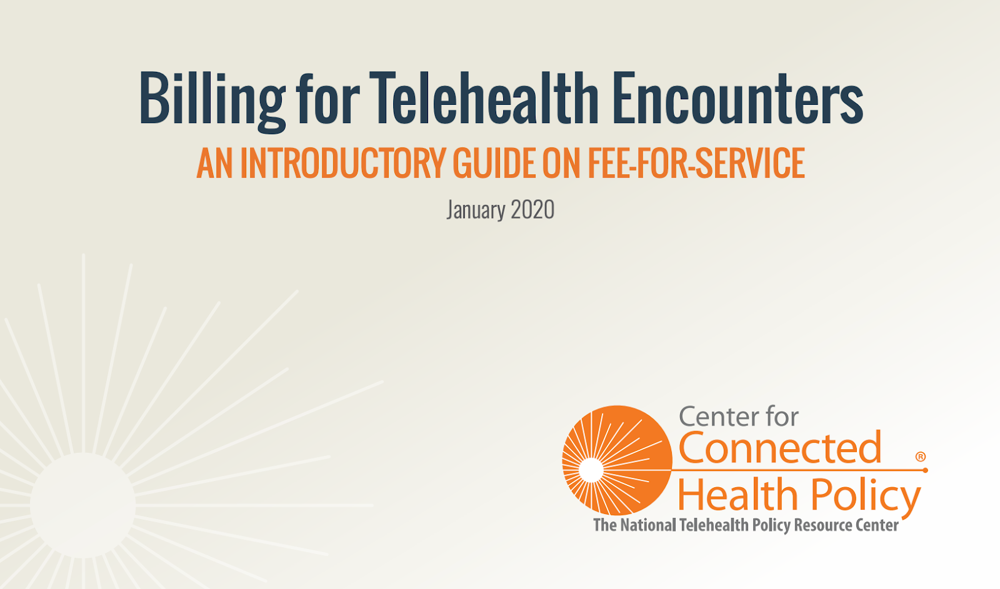 Billing for Telehealth Encounters
AN INTRODUCTORY GUIDE ON FEE-FOR-SERVICE
January 2020
Center for
Connected ®
Health Policy
The National Telehealth Policy Resource Center